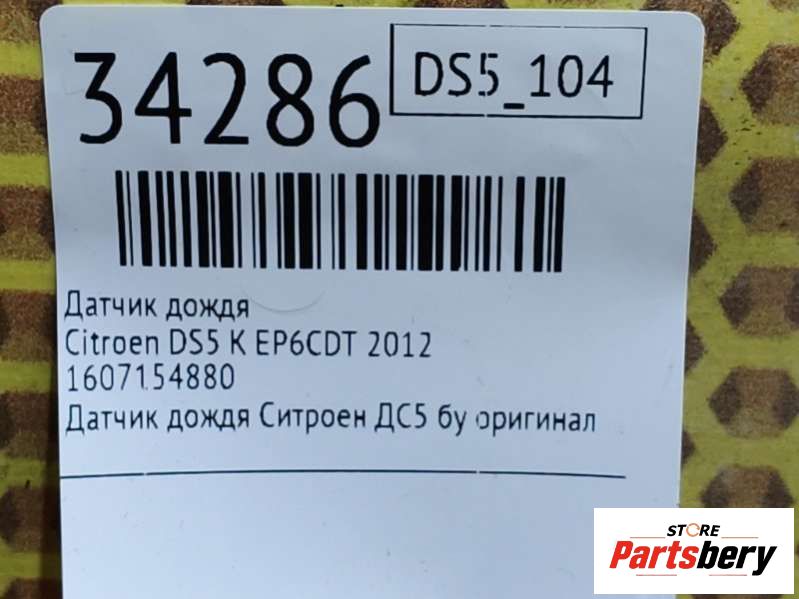 34286
DS5_104
Датчик дождя
Citroen DS5 K EP6CDT 2012
1607154880
Датчик дождя Ситроен ДС5 бу оригинал
STORE
Partsbery